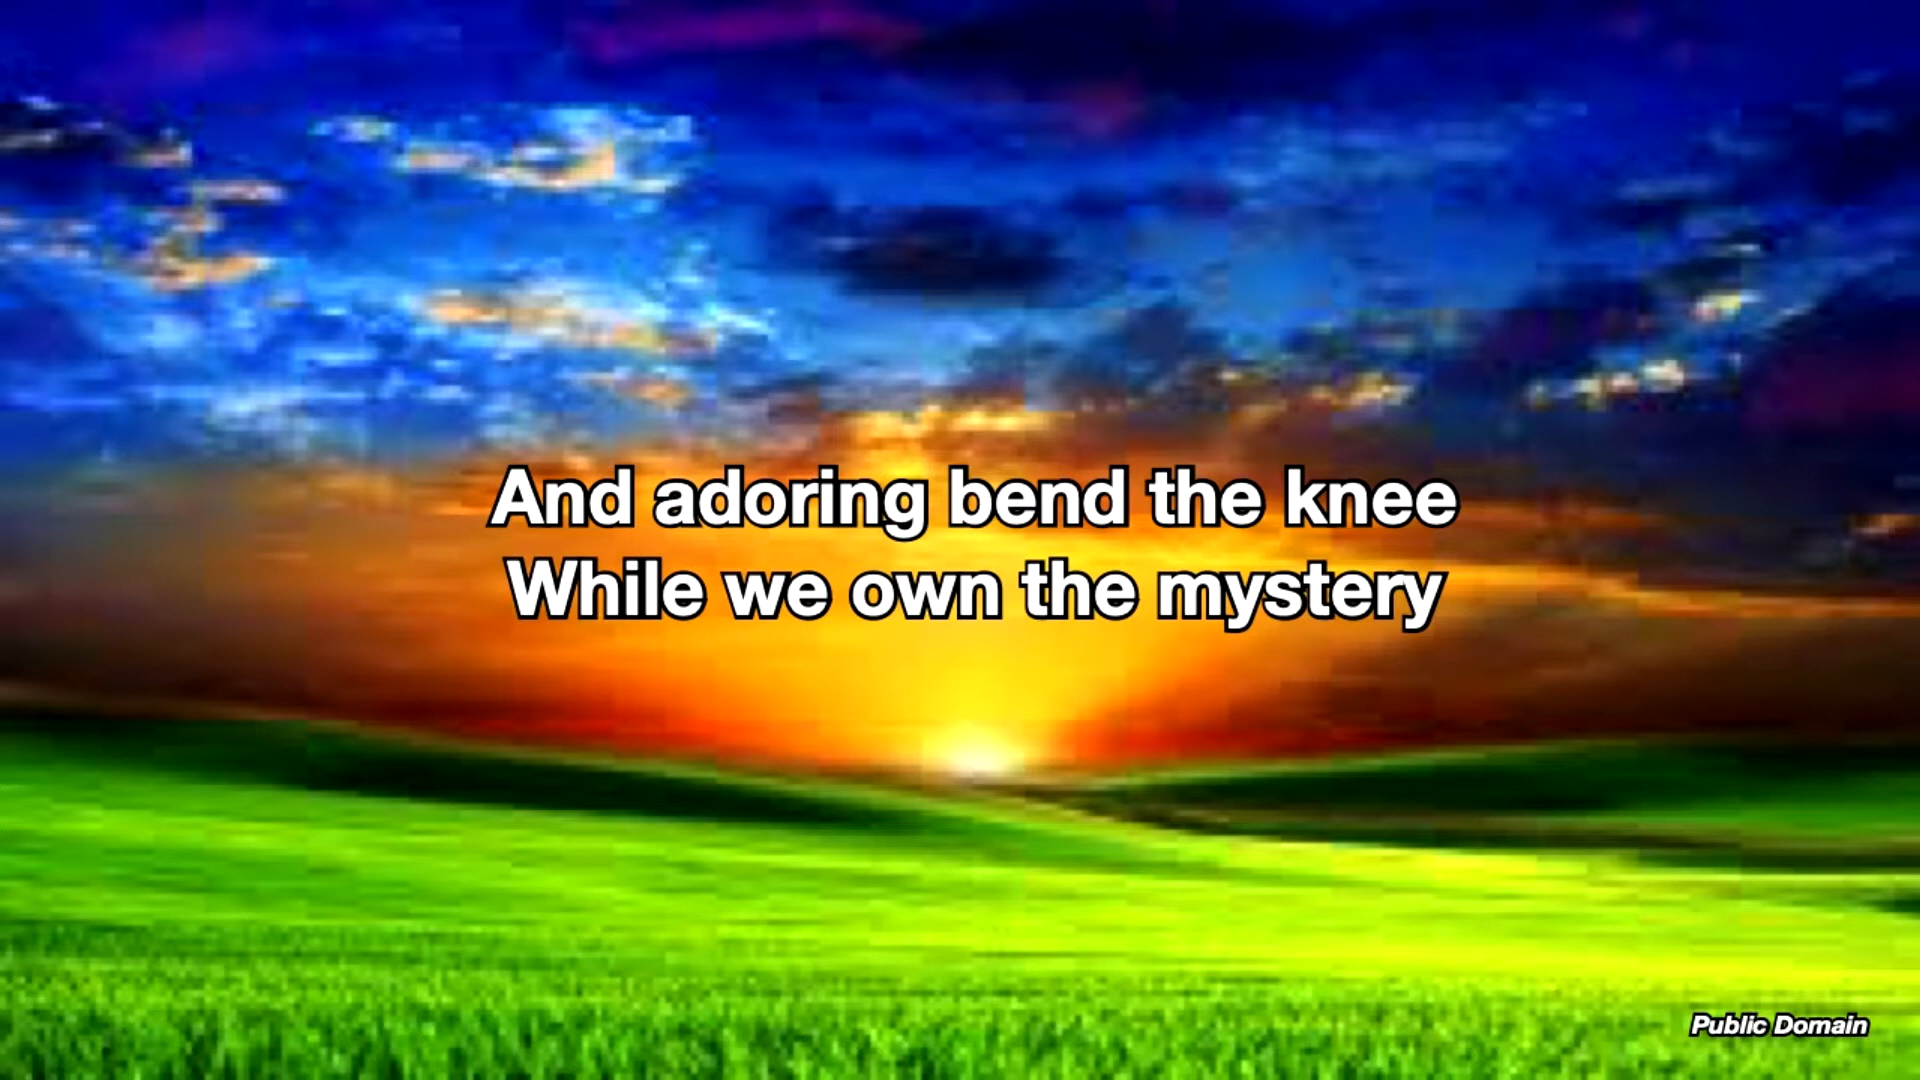 And adoring bend the knee
While we own the mystery
Public Domain